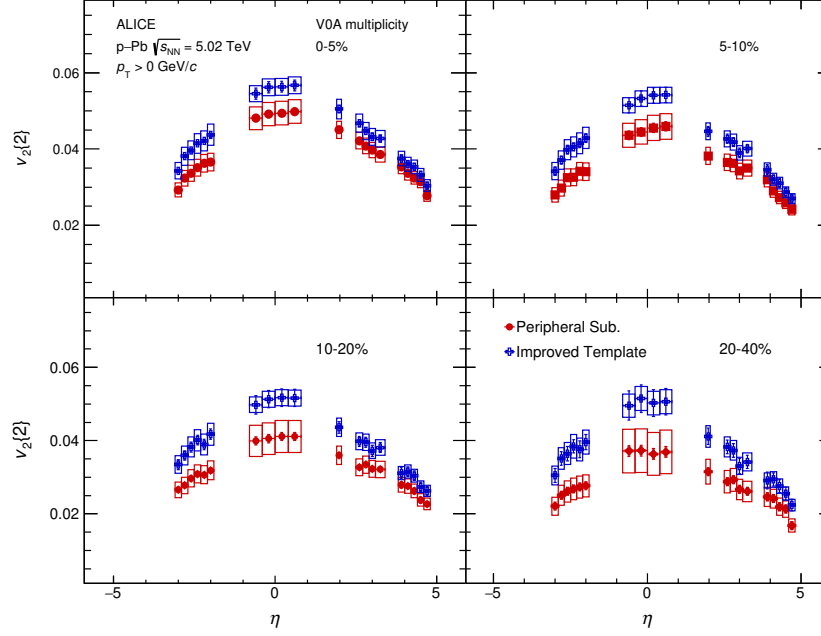 ALICE
p–Pb √sNN = 5.02 TeV
pT > 0 GeV/c
V0A multiplicity
0-5%
5-10%
v2{2}
0.06
0.04
0.02
10-20%
20-40%
Peripheral Sub.
Improved Template
v2{2}
0.06
0.04
0.02
−5 0 5
−5 0 5
η
η